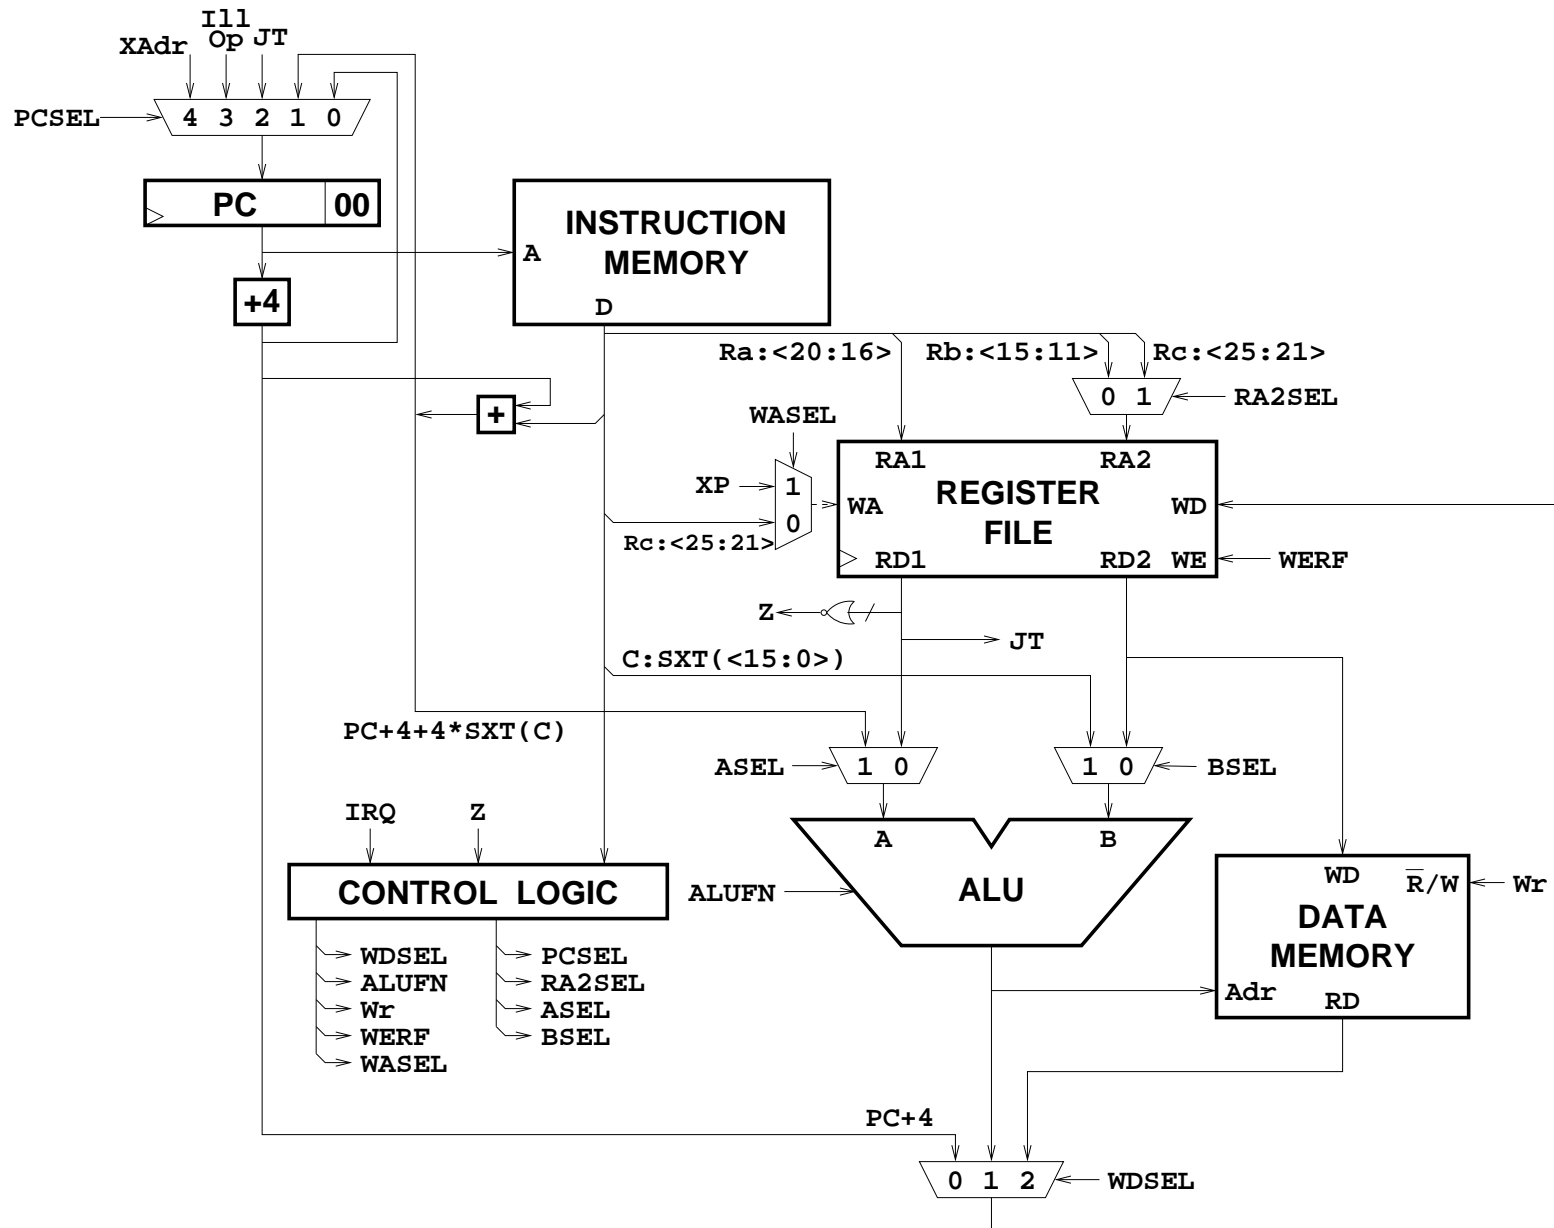 Ill
XAdr Op JT
PCSEL 4 3 2 1 0
PC 00
INSTRUCTION
MEMORY
A
D
+4
Ra:<20:16> Rb:<15:11> Rc:<25:21>
0 1 RA2SEL
+
WASEL
RA1 RA2
XP 1
REGISTER
FILE
WA WD
0
Rc:<25:21>
RD1 RD2 WE WERF
Z
JT
C:SXT(<15:0>)
PC+4+4*SXT(C)
ASEL 1 0 1 0 BSEL
IRQ Z
A B
CONTROL LOGIC
ALUFN ALU
WD R/W Wr
DATA
MEMORY
Adr
RD
WDSEL PCSEL
ALUFN RA2SEL
Wr ASEL
WERF BSEL
WASEL
PC+4
0 1 2 WDSEL